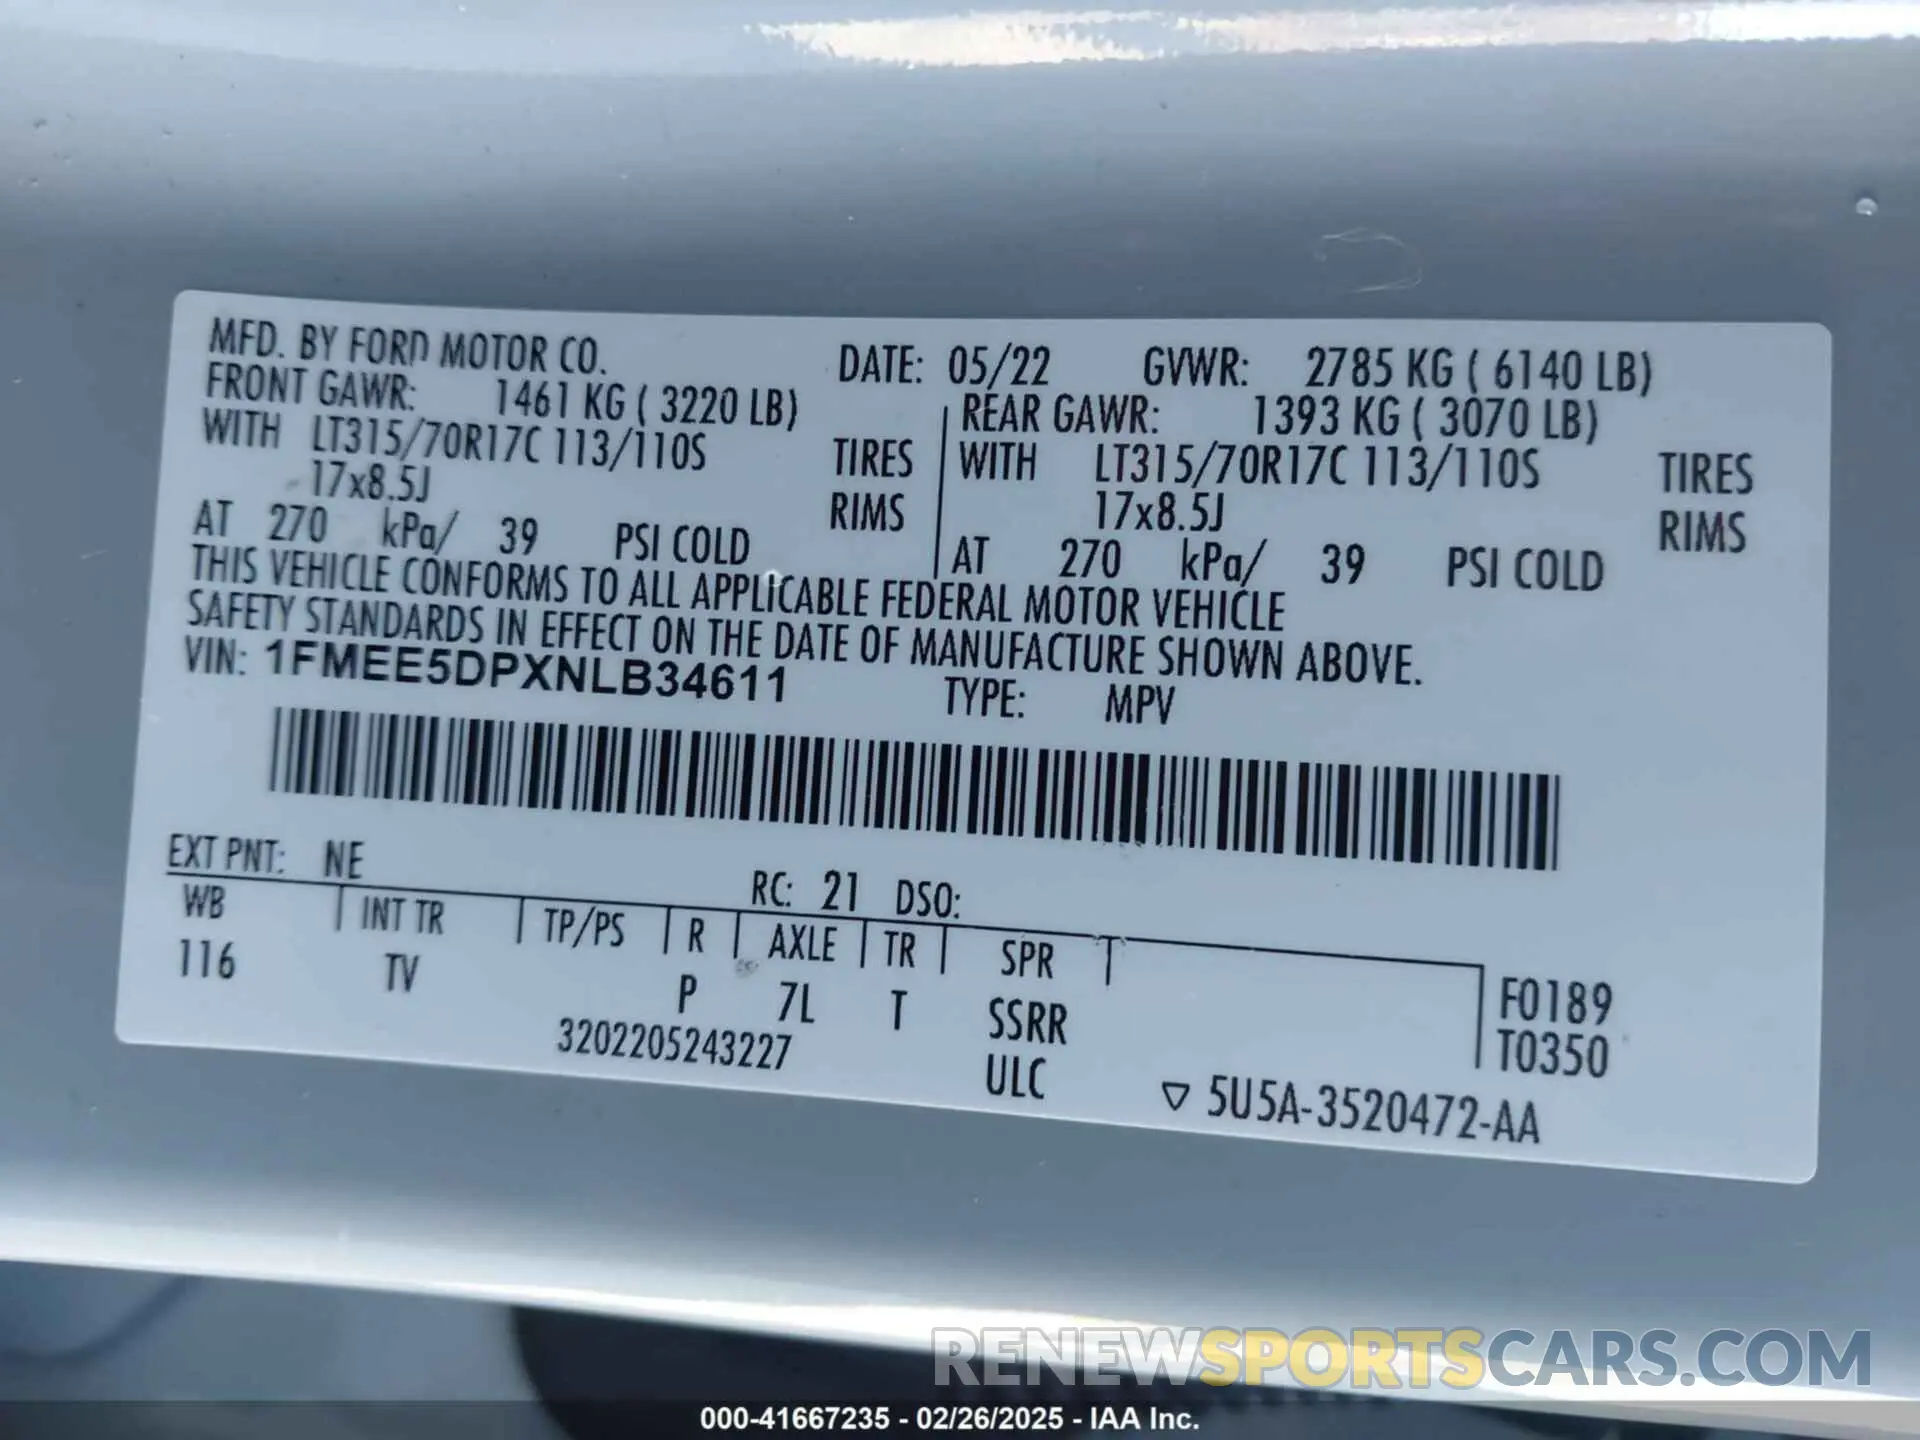 MFD. BY FORD MOTOR CO. DATE: 05/22 GVWR: 2785 KG ( 6140 LB)
FRONT GAWR: 1461 KG ( 3220 LB) REAR GAWR: 1393 KG ( 3070 LB)
WITH LT315/70R17C 113/110S TIRES WITH LT315/70R17C 113/110S TIRES
17x8.5J RIMS 17x8.5J RIMS
AT 270 kPa/ 39 PSI COLD AT 270 kPa/ 39 PSI COLD
THIS VEHICLE CONFORMS TO ALL APPLICABLE FEDERAL MOTOR VEHICLE
SAFETY STANDARDS IN EFFECT ON THE DATE OF MANUFACTURE SHOWN ABOVE.
VIN: 1FMEE5DPXNLB34611 TYPE: MPV
EXT PNT: NE RC: 21 DSO:
WB INT TR TP/PS R AXLE TR SPR
116 TV P 7L T SSRR F0189
3202205243227 ULC T0350
▽ 5U5A-3520472-AA
RENEWSPORTSCARS.COM
000-41667235 - 02/26/2025 - IAA Inc.